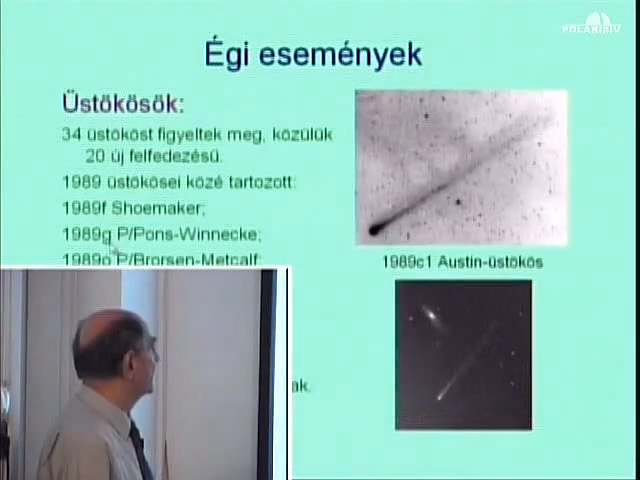 POLARIS TV
Égi események
Üstökösök:
34 üstököst figyeltek meg, közülük
20 új felfedezésű.
1989 üstökösei közé tartozott:
1989f Shoemaker;
1989g P/Pons-Winnecke;
1989o P/Brorsen-Metcalf;
1989c1 Austin-üstökös
ak.